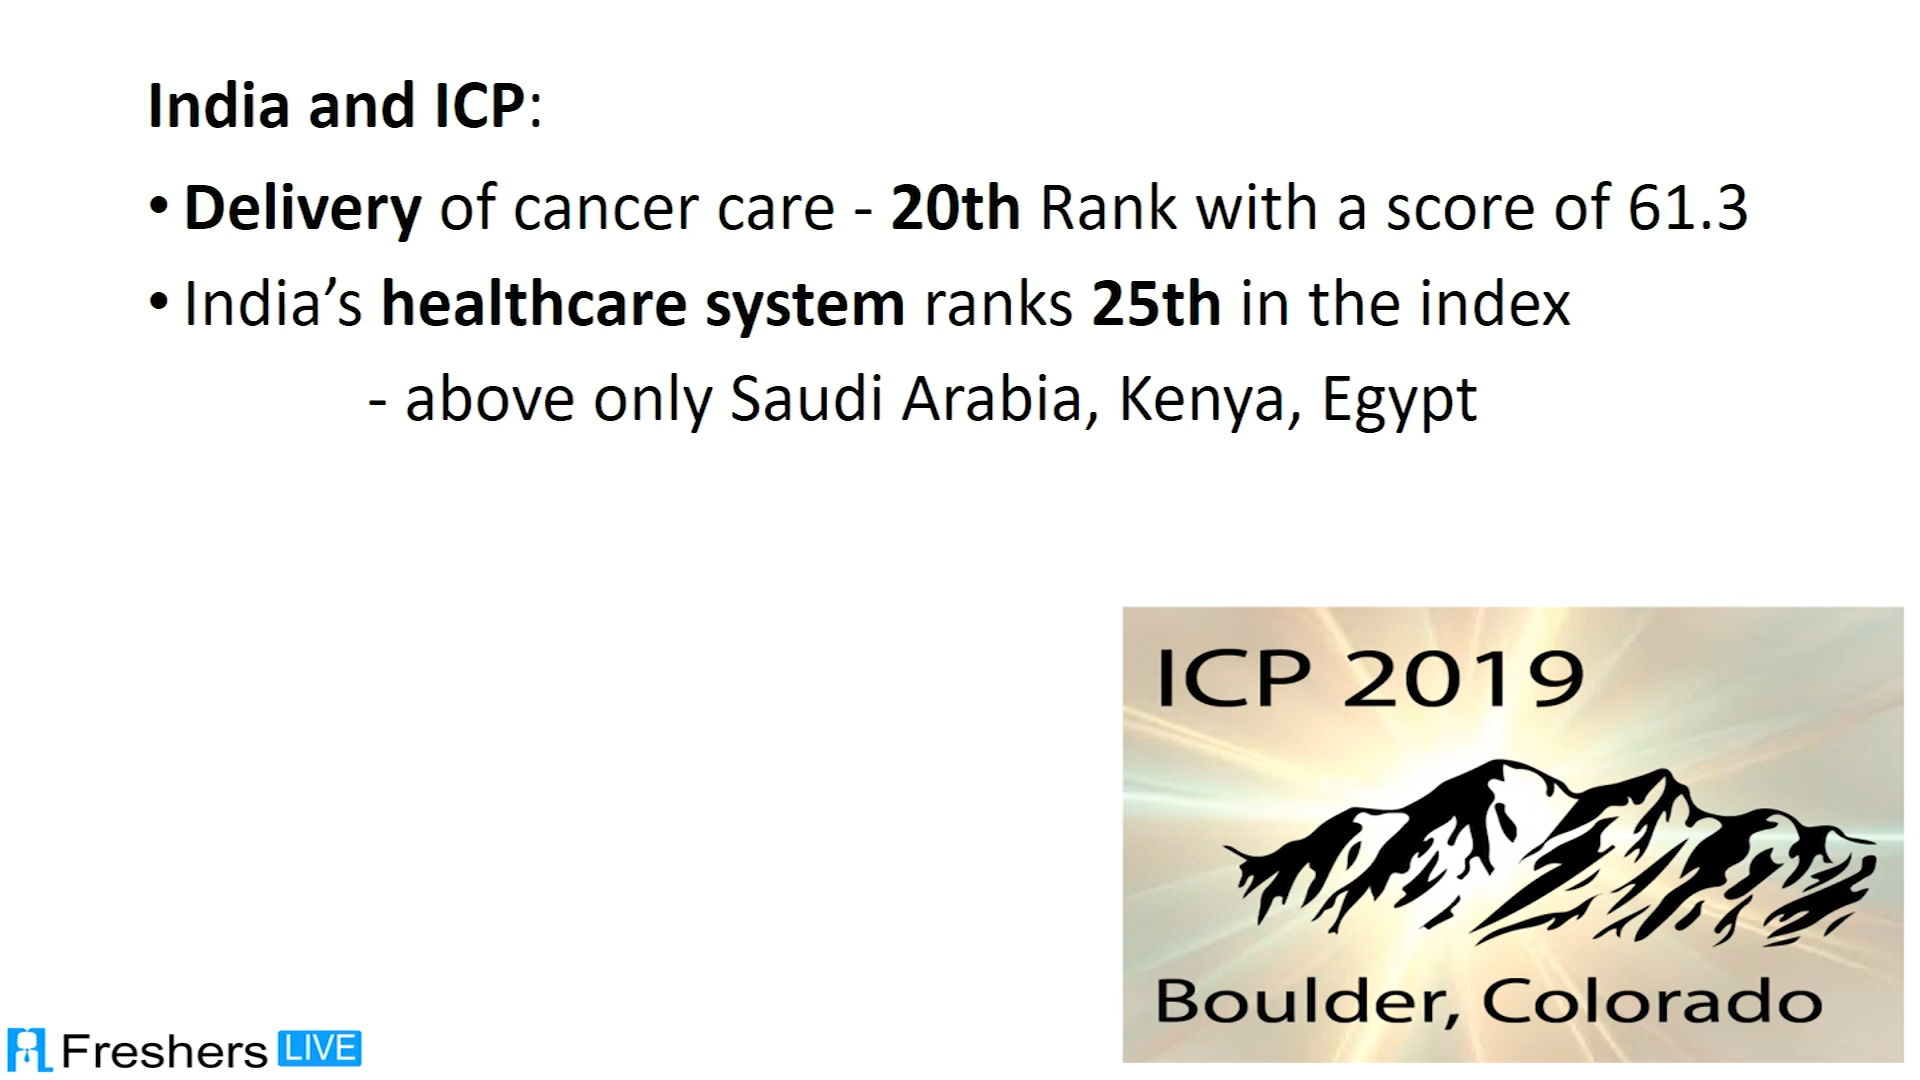 India and ICP:
• Delivery of cancer care - 20th Rank with a score of 61.3
• India’s healthcare system ranks 25th in the index
- above only Saudi Arabia, Kenya, Egypt
ICP 2019
Boulder, Colorado
Freshers LIVE